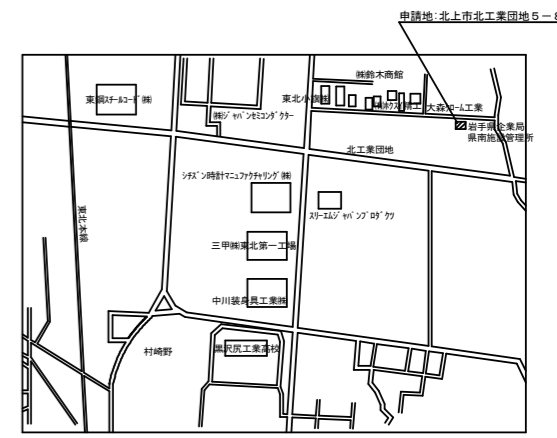 申請地：北上市北工業団地５－８
㈱鈴木商館
東鋼ｽﾁｰﾙｺｰﾄﾞ㈱
東北小旗㈱
大森ｸﾛｰﾑ工業
㈱ｼﾞｬﾊﾟﾝｾﾐｺﾝﾀﾞｸﾀｰ
岩手県企業局
県南施設管理所
北工業団地
ｼﾁｽﾞﾝ時計ﾏﾆｭﾌｧｸﾁｬﾘﾝｸﾞ㈱
ｽﾘｰｴﾑｼﾞｬﾊﾟﾝﾌﾟﾛﾀﾞｸﾂ
東北本線
三甲㈱東北第一工場
中川装身具工業㈱
村崎野
黒沢尻工業高校